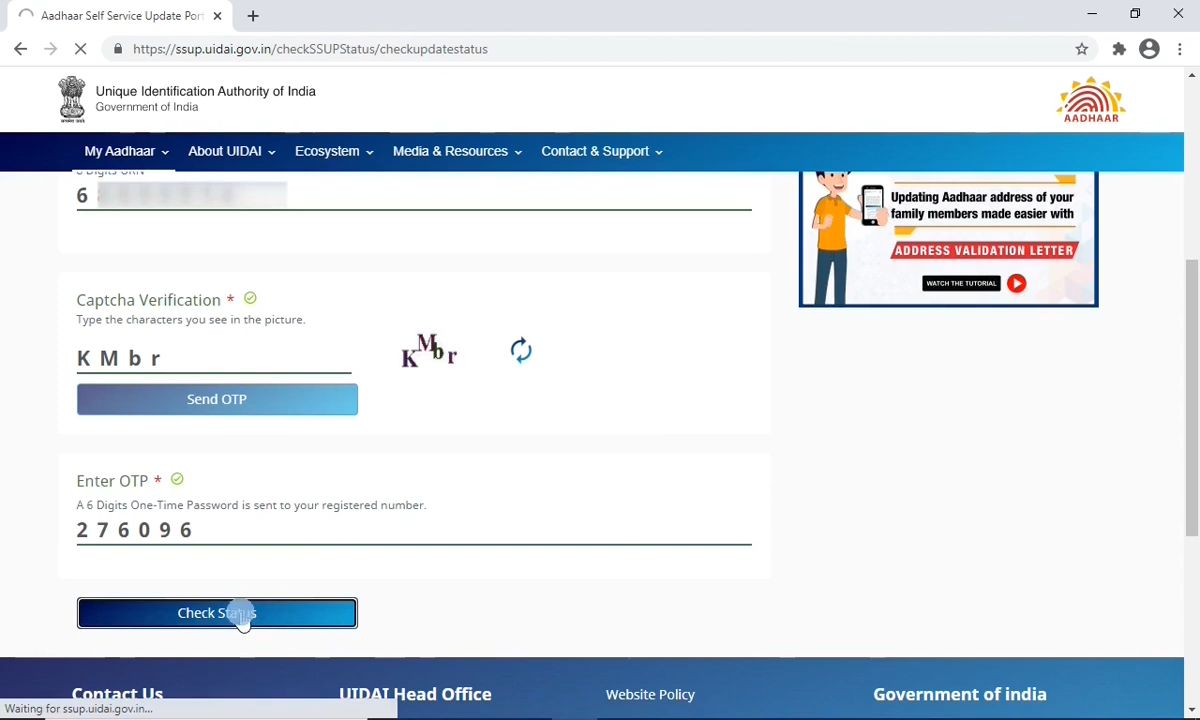 Aadhaar Self Service Update Port
https://ssup.uidai.gov.in/checkSSUPStatus/checkupdatestatus
Unique Identification Authority of India
Government of India
AADHAAR
My Aadhaar
About UIDAI
Ecosystem
Media & Resources
Contact & Support
6
Updating Aadhaar address of your
family members made easier with
ADDRESS VALIDATION LETTER
WATCH THE TUTORIAL
Captcha Verification *
Type the characters you see in the picture.
K M b r
K M b r
Send OTP
Enter OTP *
A 6 Digits One-Time Password is sent to your registered number.
2 7 6 0 9 6
Check Status
Contact Us
UIDAI Head Office
Website Policy
Government of india
Waiting for ssup.uidai.gov.in...